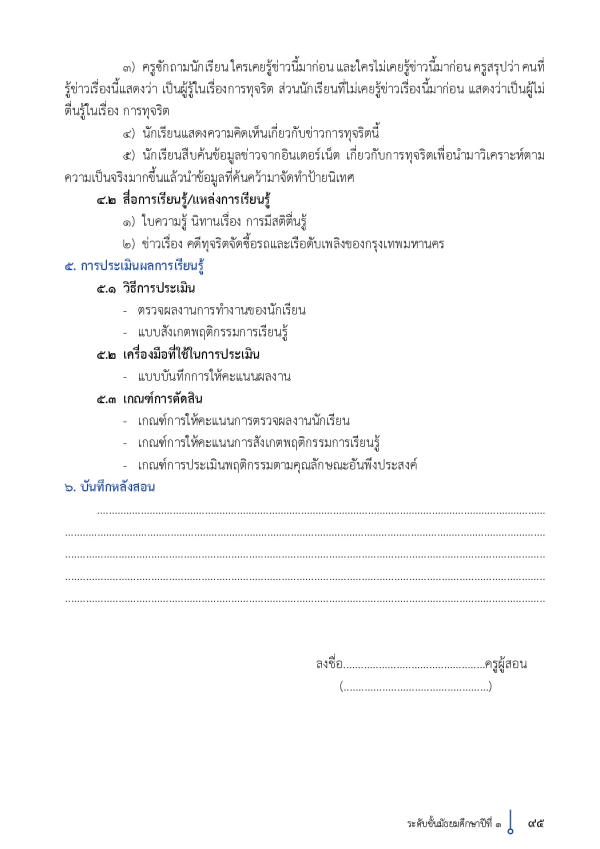 ๓) ครูซักถามนักเรียน ใครเคยรู้ข่าวนี้มาก่อน และใครไม่เคยรู้ข่าวนี้มาก่อน ครูสรุปว่า คนที่
รู้ข่าวเรื่องนี้แสดงว่า เป็นผู้รู้ในเรื่องการทุจริต ส่วนนักเรียนที่ไม่เคยรู้ข่าวเรื่องนี้มาก่อน แสดงว่าเป็นผู้ไม่
ตื่นรู้ในเรื่อง การทุจริต
๔) นักเรียนแสดงความคิดเห็นเกี่ยวกับข่าวการทุจริตนี้
๕) นักเรียนสืบค้นข้อมูลข่าวจากอินเตอร์เน็ต เกี่ยวกับการทุจริตเพื่อนำมาวิเคราะห์ตาม
ความเป็นจริงมากขึ้นแล้วนำข้อมูลที่ค้นคว้ามาจัดทำป้ายนิเทศ
๔.๒ สื่อการเรียนรู้/แหล่งการเรียนรู้
๑) ใบความรู้ นิทานเรื่อง การมีสติตื่นรู้
๒) ข่าวเรื่อง คดีทุจริตจัดซื้อรถและเรือดับเพลิงของกรุงเทพมหานคร
๕. การประเมินผลการเรียนรู้
๕.๑ วิธีการประเมิน
- ตรวจผลงานการทำงานของนักเรียน
- แบบสังเกตพฤติกรรมการเรียนรู้
๕.๒ เครื่องมือที่ใช้ในการประเมิน
- แบบบันทึกการให้คะแนนผลงาน
๕.๓ เกณฑ์การตัดสิน
- เกณฑ์การให้คะแนนการตรวจผลงานนักเรียน
- เกณฑ์การให้คะแนนการสังเกตพฤติกรรมการเรียนรู้
- เกณฑ์การประเมินพฤติกรรมตามคุณลักษณะอันพึงประสงค์
๖. บันทึกหลังสอน
ลงชื่อ................................................ครูผู้สอน
(.................................................)
ระดับชั้นมัธยมศึกษาปีที่ ๑ ๙๕